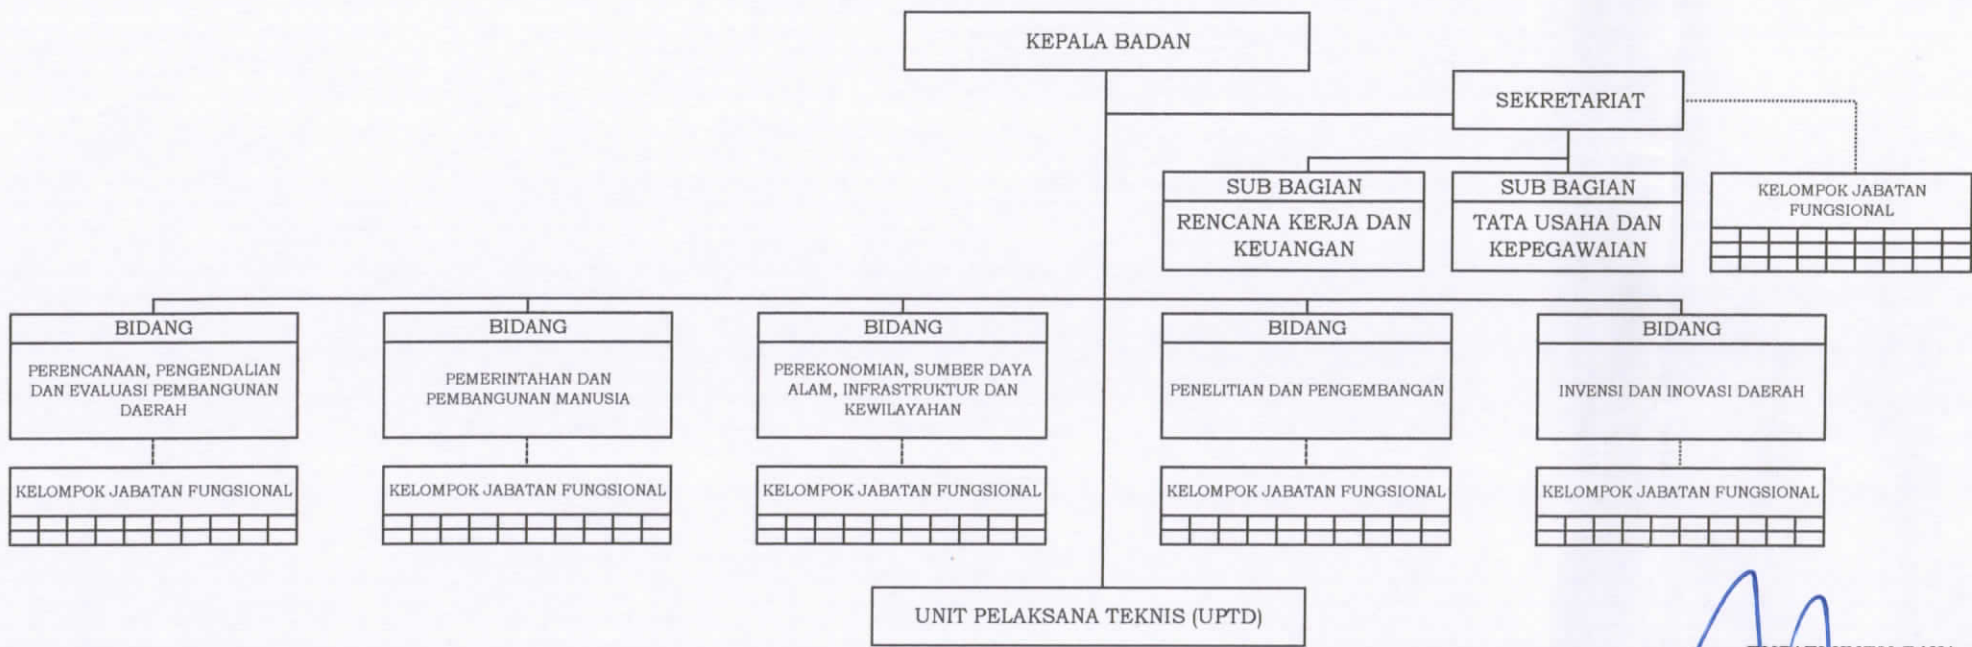 KEPALA BADAN
SEKRETARIAT
SUB BAGIAN
RENCANA KERJA DAN
KEUANGAN
SUB BAGIAN
TATA USAHA DAN
KEPEGAWAIAN
KELOMPOK JABATAN
FUNGSIONAL
BIDANG
PERENCANAAN, PENGENDALIAN
DAN EVALUASI PEMBANGUNAN
DAERAH
BIDANG
PEMERINTAHAN DAN
PEMBANGUNAN MANUSIA
BIDANG
PEREKONOMIAN, SUMBER DAYA
ALAM, INFRASTRUKTUR DAN
KEWILAYAHAN
BIDANG
PENELITIAN DAN PENGEMBANGAN
BIDANG
INVENSI DAN INOVASI DAERAH
KELOMPOK JABATAN FUNGSIONAL
KELOMPOK JABATAN FUNGSIONAL
KELOMPOK JABATAN FUNGSIONAL
KELOMPOK JABATAN FUNGSIONAL
KELOMPOK JABATAN FUNGSIONAL
UNIT PELAKSANA TEKNIS (UPTD)